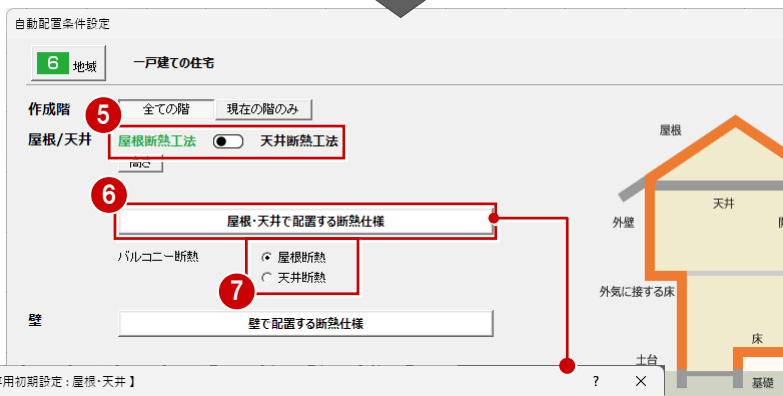 自動配置条件設定
6 地域 一戸建ての住宅
作成階 5 全ての階 現在の階のみ
屋根/天井 屋根断熱工法 天井断熱工法
高さ
6
屋根・天井で配置する断熱仕様
バルコニー断熱 屋根断熱
7 天井断熱
壁 壁で配置する断熱仕様
屋根
天井
外壁
外気に接する床
床
土台
基礎
用初期設定：屋根・天井】 ? ×